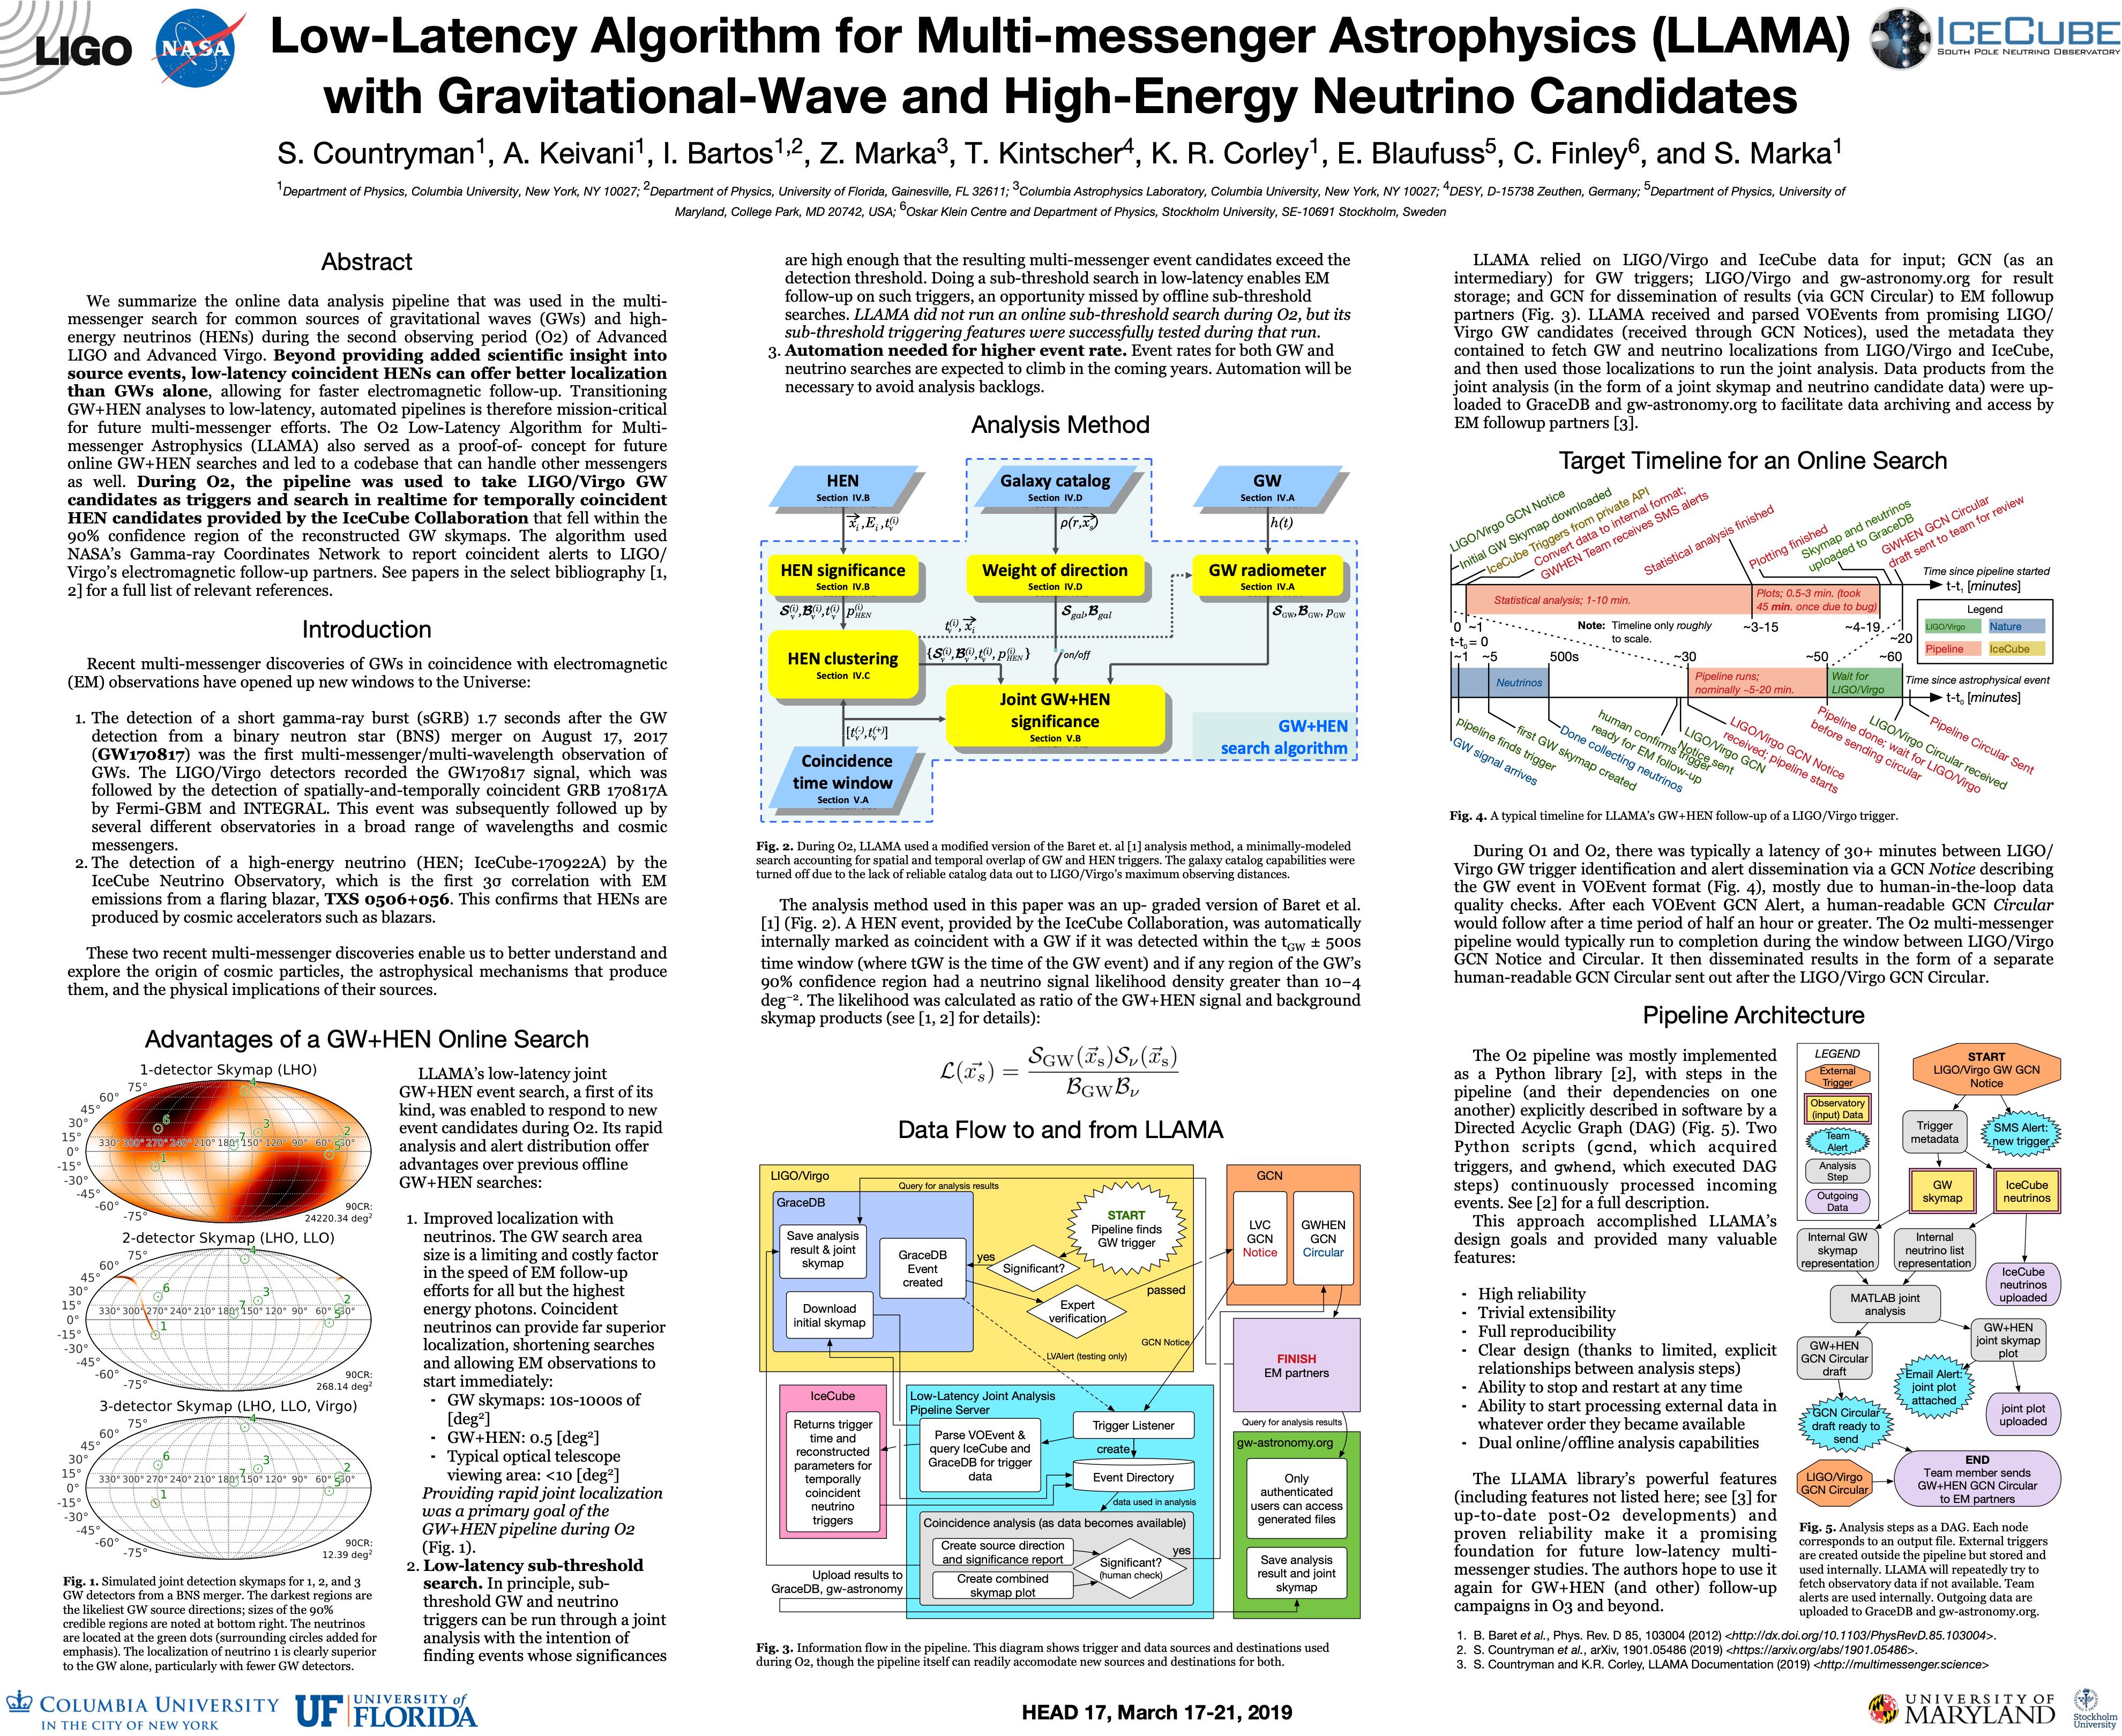 LIGO
NASA
Low-Latency Algorithm for Multi-messenger Astrophysics (LLAMA)
with Gravitational-Wave and High-Energy Neutrino Candidates
ICECUBE
SOUTH POLE NEUTRINO OBSERVATORY
S. Countryman1, A. Keivani1, I. Bartos1,2, Z. Marka3, T. Kintscher4, K. R. Corley1, E. Blaufuss5, C. Finley6, and S. Marka1
1Department of Physics, Columbia University, New York, NY 10027; 2Department of Physics, University of Florida, Gainesville, FL 32611; 3Columbia Astrophysics Laboratory, Columbia University, New York, NY 10027; 4DESY, D-15738 Zeuthen, Germany; 5Department of Physics, University of
Maryland, College Park, MD 20742, USA; 6Oskar Klein Centre and Department of Physics, Stockholm University, SE-10691 Stockholm, Sweden
Abstract
We summarize the online data analysis pipeline that was used in the multi-
messenger search for common sources of gravitational waves (GWs) and high-
energy neutrinos (HENs) during the second observing period (O2) of Advanced
LIGO and Advanced Virgo. Beyond providing added scientific insight into
source events, low-latency coincident HENs can offer better localization
than GWs alone, allowing for faster electromagnetic follow-up. Transitioning
GW+HEN analyses to low-latency, automated pipelines is therefore mission-critical
for future multi-messenger efforts. The O2 Low-Latency Algorithm for Multi-
messenger Astrophysics (LLAMA) also served as a proof-of- concept for future
online GW+HEN searches and led to a codebase that can handle other messengers
as well. During O2, the pipeline was used to take LIGO/Virgo GW
candidates as triggers and search in realtime for temporally coincident
HEN candidates provided by the IceCube Collaboration that fell within the
90% confidence region of the reconstructed GW skymaps. The algorithm used
NASA's Gamma-ray Coordinates Network to report coincident alerts to LIGO/
Virgo's electromagnetic follow-up partners. See papers in the select bibliography [1,
2] for a full list of relevant references.
Introduction
Recent multi-messenger discoveries of GWs in coincidence with electromagnetic
(EM) observations have opened up new windows to the Universe:
1. The detection of a short gamma-ray burst (sGRB) 1.7 seconds after the GW
detection from a binary neutron star (BNS) merger on August 17, 2017
(GW170817) was the first multi-messenger/multi-wavelength observation of
GWs. The LIGO/Virgo detectors recorded the GW170817 signal, which was
followed by the detection of spatially-and-temporally coincident GRB 170817A
by Fermi-GBM and INTEGRAL. This event was subsequently followed up by
several different observatories in a broad range of wavelengths and cosmic
messengers.
2. The detection of a high-energy neutrino (HEN; IceCube-170922A) by the
IceCube Neutrino Observatory, which is the first 3σ correlation with EM
emissions from a flaring blazar, TXS 0506+056. This confirms that HENs are
produced by cosmic accelerators such as blazars.
These two recent multi-messenger discoveries enable us to better understand and
explore the origin of cosmic particles, the astrophysical mechanisms that produce
them, and the physical implications of their sources.
Advantages of a GW+HEN Online Search
1-detector Skymap (LHO)
75°
60°
45°
30°
15°
0°
-15°
-30°
-45°
-60°
-75°
330° 300° 270° 240° 210° 180° 150° 120° 90° 60° 30°
1 2 3 4 5 6 7
90CR:
24220.34 deg²
2-detector Skymap (LHO, LLO)
75°
60°
45°
30°
15°
0°
-15°
-30°
-45°
-60°
-75°
330° 300° 270° 240° 210° 180° 150° 120° 90° 60° 30°
1 2 3 4 5 6 7
90CR:
268.14 deg²
3-detector Skymap (LHO, LLO, Virgo)
75°
60°
45°
30°
15°
0°
-15°
-30°
-45°
-60°
-75°
330° 300° 270° 240° 210° 180° 150° 120° 90° 60° 30°
1 2 3 4 5 6 7
90CR:
12.39 deg²
Fig. 1. Simulated joint detection skymaps for 1, 2, and 3
GW detectors from a BNS merger. The darkest regions are
the likeliest GW source directions; sizes of the 90%
credible regions are noted at bottom right. The neutrinos
are located at the green dots (surrounding circles added for
emphasis). The localization of neutrino 1 is clearly superior
to the GW alone, particularly with fewer GW detectors.
LLAMA's low-latency joint
GW+HEN event search, a first of its
kind, was enabled to respond to new
event candidates during O2. Its rapid
analysis and alert distribution offer
advantages over previous offline
GW+HEN searches:
1. Improved localization with
neutrinos. The GW search area
size is a limiting and costly factor
in the speed of EM follow-up
efforts for all but the highest
energy photons. Coincident
neutrinos can provide far superior
localization, shortening searches
and allowing EM observations to
start immediately:
- GW skymaps: 10s-1000s of
[deg²]
- GW+HEN: 0.5 [deg²]
- Typical optical telescope
viewing area: <10 [deg²]
Providing rapid joint localization
was a primary goal of the
GW+HEN pipeline during O2
(Fig. 1).
2. Low-latency sub-threshold
search. In principle, sub-
threshold GW and neutrino
triggers can be run through a joint
analysis with the intention of
finding events whose significances
are high enough that the resulting multi-messenger event candidates exceed the
detection threshold. Doing a sub-threshold search in low-latency enables EM
follow-up on such triggers, an opportunity missed by offline sub-threshold
searches. LLAMA did not run an online sub-threshold search during O2, but its
sub-threshold triggering features were successfully tested during that run.
3. Automation needed for higher event rate. Event rates for both GW and
neutrino searches are expected to climb in the coming years. Automation will be
necessary to avoid analysis backlogs.
Analysis Method
HEN
Section IV.B
Galaxy catalog
Section IV.D
GW
Section IV.A
x⃗i, Ei, tν(i)
ρ(r,x⃗s)
h(t)
HEN significance
Section IV.B
Weight of direction
Section IV.D
GW radiometer
Section IV.A
Sν(i),Bν(i),tν(i) pHEN(i)
Sgal,Bgal
SGW,BGW, pGW
tν(i), x⃗i
HEN clustering
Section IV.C
{Sν(i),Bν(i),tν(i), pHEN(i)}
on/off
Joint GW+HEN
significance
Section V.B
[tν(-),tν(+)]
Coincidence
time window
Section V.A
GW+HEN
search algorithm
Fig. 2. During O2, LLAMA used a modified version of the Baret et. al [1] analysis method, a minimally-modeled
search accounting for spatial and temporal overlap of GW and HEN triggers. The galaxy catalog capabilities were
turned off due to the lack of reliable catalog data out to LIGO/Virgo's maximum observing distances.
The analysis method used in this paper was an up- graded version of Baret et al.
[1] (Fig. 2). A HEN event, provided by the IceCube Collaboration, was automatically
internally marked as coincident with a GW if it was detected within the tGW ± 500s
time window (where tGW is the time of the GW event) and if any region of the GW's
90% confidence region had a neutrino signal likelihood density greater than 10–4
deg⁻². The likelihood was calculated as ratio of the GW+HEN signal and background
skymap products (see [1, 2] for details):
L(x⃗s) = SGW(x⃗s)Sν(x⃗s) / BGWBν
Data Flow to and from LLAMA
LIGO/Virgo
Query for analysis results
GraceDB
Save analysis
result & joint
skymap
GraceDB
Event
created
Download
initial skymap
START
Pipeline finds
GW trigger
yes
Significant?
Expert
verification
passed
GCN Notice
LVAlert (testing only)
GCN
LVC
GCN
Notice
GWHEN
GCN
Circular
FINISH
EM partners
Query for analysis results
IceCube
Returns trigger
time and
reconstructed
parameters for
temporally
coincident
neutrino
triggers
Low-Latency Joint Analysis
Pipeline Server
Parse VOEvent &
query IceCube and
GraceDB for trigger
data
Trigger Listener
create
Event Directory
data used in analysis
Coincidence analysis (as data becomes available)
Create source direction
and significance report
Create combined
skymap plot
Significant?
(human check)
yes
Upload results to
GraceDB, gw-astronomy
gw-astronomy.org
Only
authenticated
users can access
generated files
Save analysis
result and joint
skymap
Fig. 3. Information flow in the pipeline. This diagram shows trigger and data sources and destinations used
during O2, though the pipeline itself can readily accomodate new sources and destinations for both.
LLAMA relied on LIGO/Virgo and IceCube data for input; GCN (as an
intermediary) for GW triggers; LIGO/Virgo and gw-astronomy.org for result
storage; and GCN for dissemination of results (via GCN Circular) to EM followup
partners (Fig. 3). LLAMA received and parsed VOEvents from promising LIGO/
Virgo GW candidates (received through GCN Notices), used the metadata they
contained to fetch GW and neutrino localizations from LIGO/Virgo and IceCube,
and then used those localizations to run the joint analysis. Data products from the
joint analysis (in the form of a joint skymap and neutrino candidate data) were up-
loaded to GraceDB and gw-astronomy.org to facilitate data archiving and access by
EM followup partners [3].
Target Timeline for an Online Search
LIGO/Virgo GCN Notice
Initial GW Skymap downloaded
IceCube Triggers from private API
Convert data to internal format;
GWHEN Team receives SMS alerts
Statistical analysis finished
Plotting finished
Skymap and neutrinos
uploaded to GraceDB
GWHEN GCN Circular
draft sent to team for review
Time since pipeline started
t-t1 [minutes]
Statistical analysis; 1-10 min.
Plots; 0.5-3 min. (took
45 min. once due to bug)
0 ~1
Note: Timeline only roughly
to scale.
~3-15
~4-19
~20
Legend
LIGO/Virgo
Nature
Pipeline
IceCube
t-t0 = 0
~1 ~5 500s ~30 ~50 ~60
Neutrinos
Pipeline runs;
nominally ~5-20 min.
Wait for
LIGO/Virgo
Time since astrophysical event
t-t0 [minutes]
GW signal arrives
pipeline finds trigger
first GW skymap created
Done collecting neutrinos
human confirms trigger
ready for EM follow-up
LIGO/Virgo GCN
Notice sent
LIGO/Virgo GCN Notice
received; pipeline starts
Pipeline done; wait for LIGO/Virgo
before sending circular
LIGO/Virgo Circular received
Pipeline Circular Sent
Fig. 4. A typical timeline for LLAMA's GW+HEN follow-up of a LIGO/Virgo trigger.
During O1 and O2, there was typically a latency of 30+ minutes between LIGO/
Virgo GW trigger identification and alert dissemination via a GCN Notice describing
the GW event in VOEvent format (Fig. 4), mostly due to human-in-the-loop data
quality checks. After each VOEvent GCN Alert, a human-readable GCN Circular
would follow after a time period of half an hour or greater. The O2 multi-messenger
pipeline would typically run to completion during the window between LIGO/Virgo
GCN Notice and Circular. It then disseminated results in the form of a separate
human-readable GCN Circular sent out after the LIGO/Virgo GCN Circular.
Pipeline Architecture
The O2 pipeline was mostly implemented
as a Python library [2], with steps in the
pipeline (and their dependencies on one
another) explicitly described in software by a
Directed Acyclic Graph (DAG) (Fig. 5). Two
Python scripts (gcnd, which acquired
triggers, and gwhend, which executed DAG
steps) continuously processed incoming
events. See [2] for a full description.
This approach accomplished LLAMA's
design goals and provided many valuable
features:
- High reliability
- Trivial extensibility
- Full reproducibility
- Clear design (thanks to limited, explicit
relationships between analysis steps)
- Ability to stop and restart at any time
- Ability to start processing external data in
whatever order they became available
- Dual online/offline analysis capabilities
The LLAMA library's powerful features
(including features not listed here; see [3] for
up-to-date post-O2 developments) and
proven reliability make it a promising
foundation for future low-latency multi-
messenger studies. The authors hope to use it
again for GW+HEN (and other) follow-up
campaigns in O3 and beyond.
LEGEND
External
Trigger
Observatory
(input) Data
Team
Alert
Analysis
Step
Outgoing
Data
START
LIGO/Virgo GW GCN
Notice
Trigger
metadata
SMS Alert:
new trigger
GW
skymap
IceCube
neutrinos
Internal GW
skymap
representation
Internal
neutrino list
representation
IceCube
neutrinos
uploaded
MATLAB joint
analysis
GW+HEN
GCN Circular
draft
GW+HEN
joint skymap
plot
Email Alert:
joint plot
attached
GCN Circular
draft ready to
send
joint plot
uploaded
LIGO/Virgo
GCN Circular
END
Team member sends
GW+HEN GCN Circular
to EM partners
Fig. 5. Analysis steps as a DAG. Each node
corresponds to an output file. External triggers
are created outside the pipeline but stored and
used internally. LLAMA will repeatedly try to
fetch observatory data if not available. Team
alerts are used internally. Outgoing data are
uploaded to GraceDB and gw-astronomy.org.
1. B. Baret et al., Phys. Rev. D 85, 103004 (2012) <http://dx.doi.org/10.1103/PhysRevD.85.103004>.
2. S. Countryman et al., arXiv, 1901.05486 (2019) <https://arxiv.org/abs/1901.05486>.
3. S. Countryman and K.R. Corley, LLAMA Documentation (2019) <http://multimessenger.science>
COLUMBIA UNIVERSITY
IN THE CITY OF NEW YORK
UF UNIVERSITY of
FLORIDA
HEAD 17, March 17-21, 2019
UNIVERSITY OF
MARYLAND
Stockholm
University